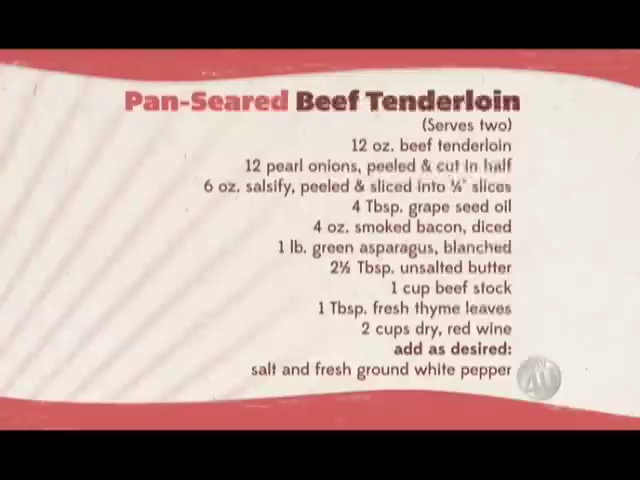 Pan-Seared Beef Tenderloin
(Serves two)
12 oz. beef tenderloin
12 pearl onions, peeled & cut in half
6 oz. salsify, peeled & sliced into ¼" slices
4 Tbsp. grape seed oil
4 oz. smoked bacon, diced
1 lb. green asparagus, blanched
2½ Tbsp. unsalted butter
1 cup beef stock
1 Tbsp. fresh thyme leaves
2 cups dry, red wine
add as desired:
salt and fresh ground white pepper